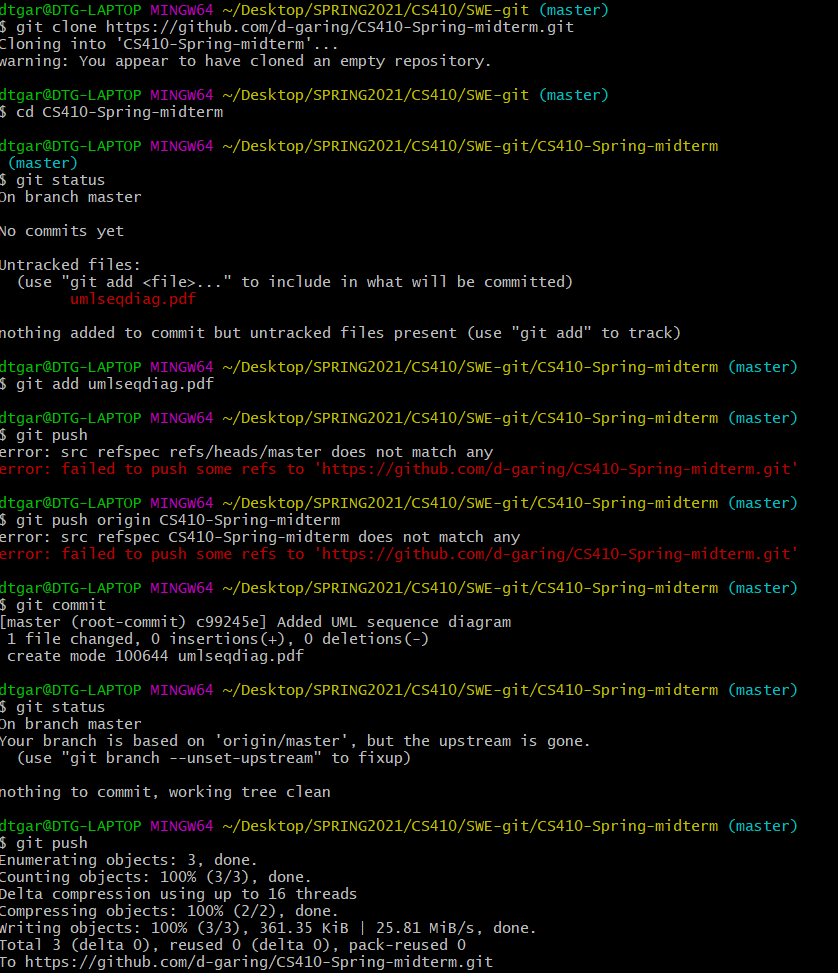 dtgar@DTG-LAPTOP MINGW64 ~/Desktop/SPRING2021/CS410/SWE-git (master)
$ git clone https://github.com/d-garing/CS410-Spring-midterm.git
Cloning into 'CS410-Spring-midterm'...
warning: You appear to have cloned an empty repository.
dtgar@DTG-LAPTOP MINGW64 ~/Desktop/SPRING2021/CS410/SWE-git (master)
$ cd CS410-Spring-midterm
dtgar@DTG-LAPTOP MINGW64 ~/Desktop/SPRING2021/CS410/SWE-git/CS410-Spring-midterm
(master)
$ git status
On branch master
No commits yet
Untracked files:
(use "git add <file>..." to include in what will be committed)
umlseqdiag.pdf
nothing added to commit but untracked files present (use "git add" to track)
dtgar@DTG-LAPTOP MINGW64 ~/Desktop/SPRING2021/CS410/SWE-git/CS410-Spring-midterm (master)
$ git add umlseqdiag.pdf
dtgar@DTG-LAPTOP MINGW64 ~/Desktop/SPRING2021/CS410/SWE-git/CS410-Spring-midterm (master)
$ git push
error: src refspec refs/heads/master does not match any
error: failed to push some refs to 'https://github.com/d-garing/CS410-Spring-midterm.git'
dtgar@DTG-LAPTOP MINGW64 ~/Desktop/SPRING2021/CS410/SWE-git/CS410-Spring-midterm (master)
$ git push origin CS410-Spring-midterm
error: src refspec CS410-Spring-midterm does not match any
error: failed to push some refs to 'https://github.com/d-garing/CS410-Spring-midterm.git'
dtgar@DTG-LAPTOP MINGW64 ~/Desktop/SPRING2021/CS410/SWE-git/CS410-Spring-midterm (master)
$ git commit
[master (root-commit) c99245e] Added UML sequence diagram
1 file changed, 0 insertions(+), 0 deletions(-)
create mode 100644 umlseqdiag.pdf
dtgar@DTG-LAPTOP MINGW64 ~/Desktop/SPRING2021/CS410/SWE-git/CS410-Spring-midterm (master)
$ git status
On branch master
Your branch is based on 'origin/master', but the upstream is gone.
(use "git branch --unset-upstream" to fixup)
nothing to commit, working tree clean
dtgar@DTG-LAPTOP MINGW64 ~/Desktop/SPRING2021/CS410/SWE-git/CS410-Spring-midterm (master)
$ git push
Enumerating objects: 3, done.
Counting objects: 100% (3/3), done.
Delta compression using up to 16 threads
Compressing objects: 100% (2/2), done.
Writing objects: 100% (3/3), 361.35 KiB | 25.81 MiB/s, done.
Total 3 (delta 0), reused 0 (delta 0), pack-reused 0
To https://github.com/d-garing/CS410-Spring-midterm.git